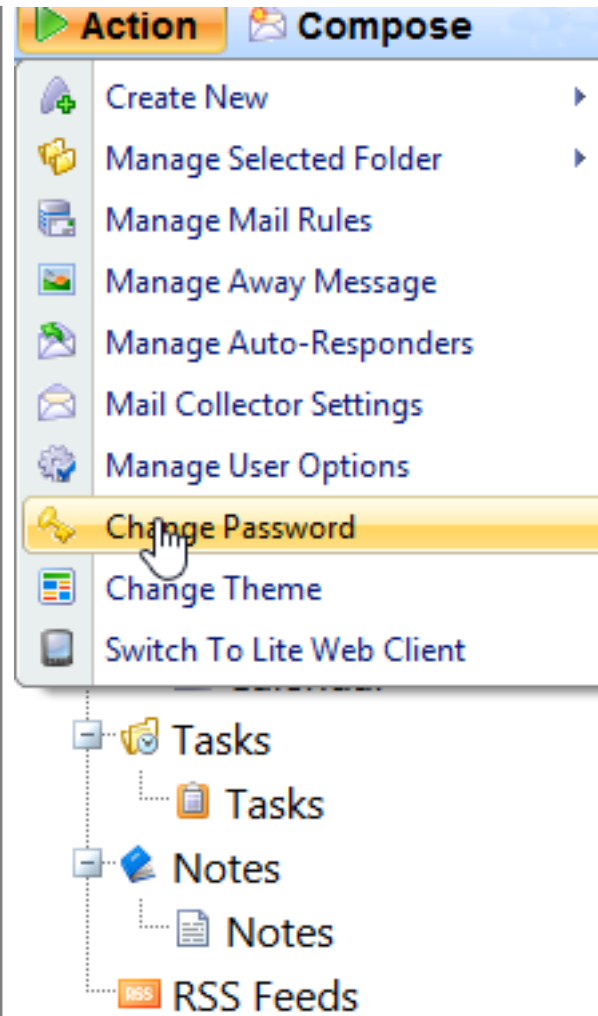 Action Compose
Create New
Manage Selected Folder
Manage Mail Rules
Manage Away Message
Manage Auto-Responders
Mail Collector Settings
Manage User Options
Change Password
Change Theme
Switch To Lite Web Client
Tasks
Tasks
Notes
Notes
RSS RSS Feeds